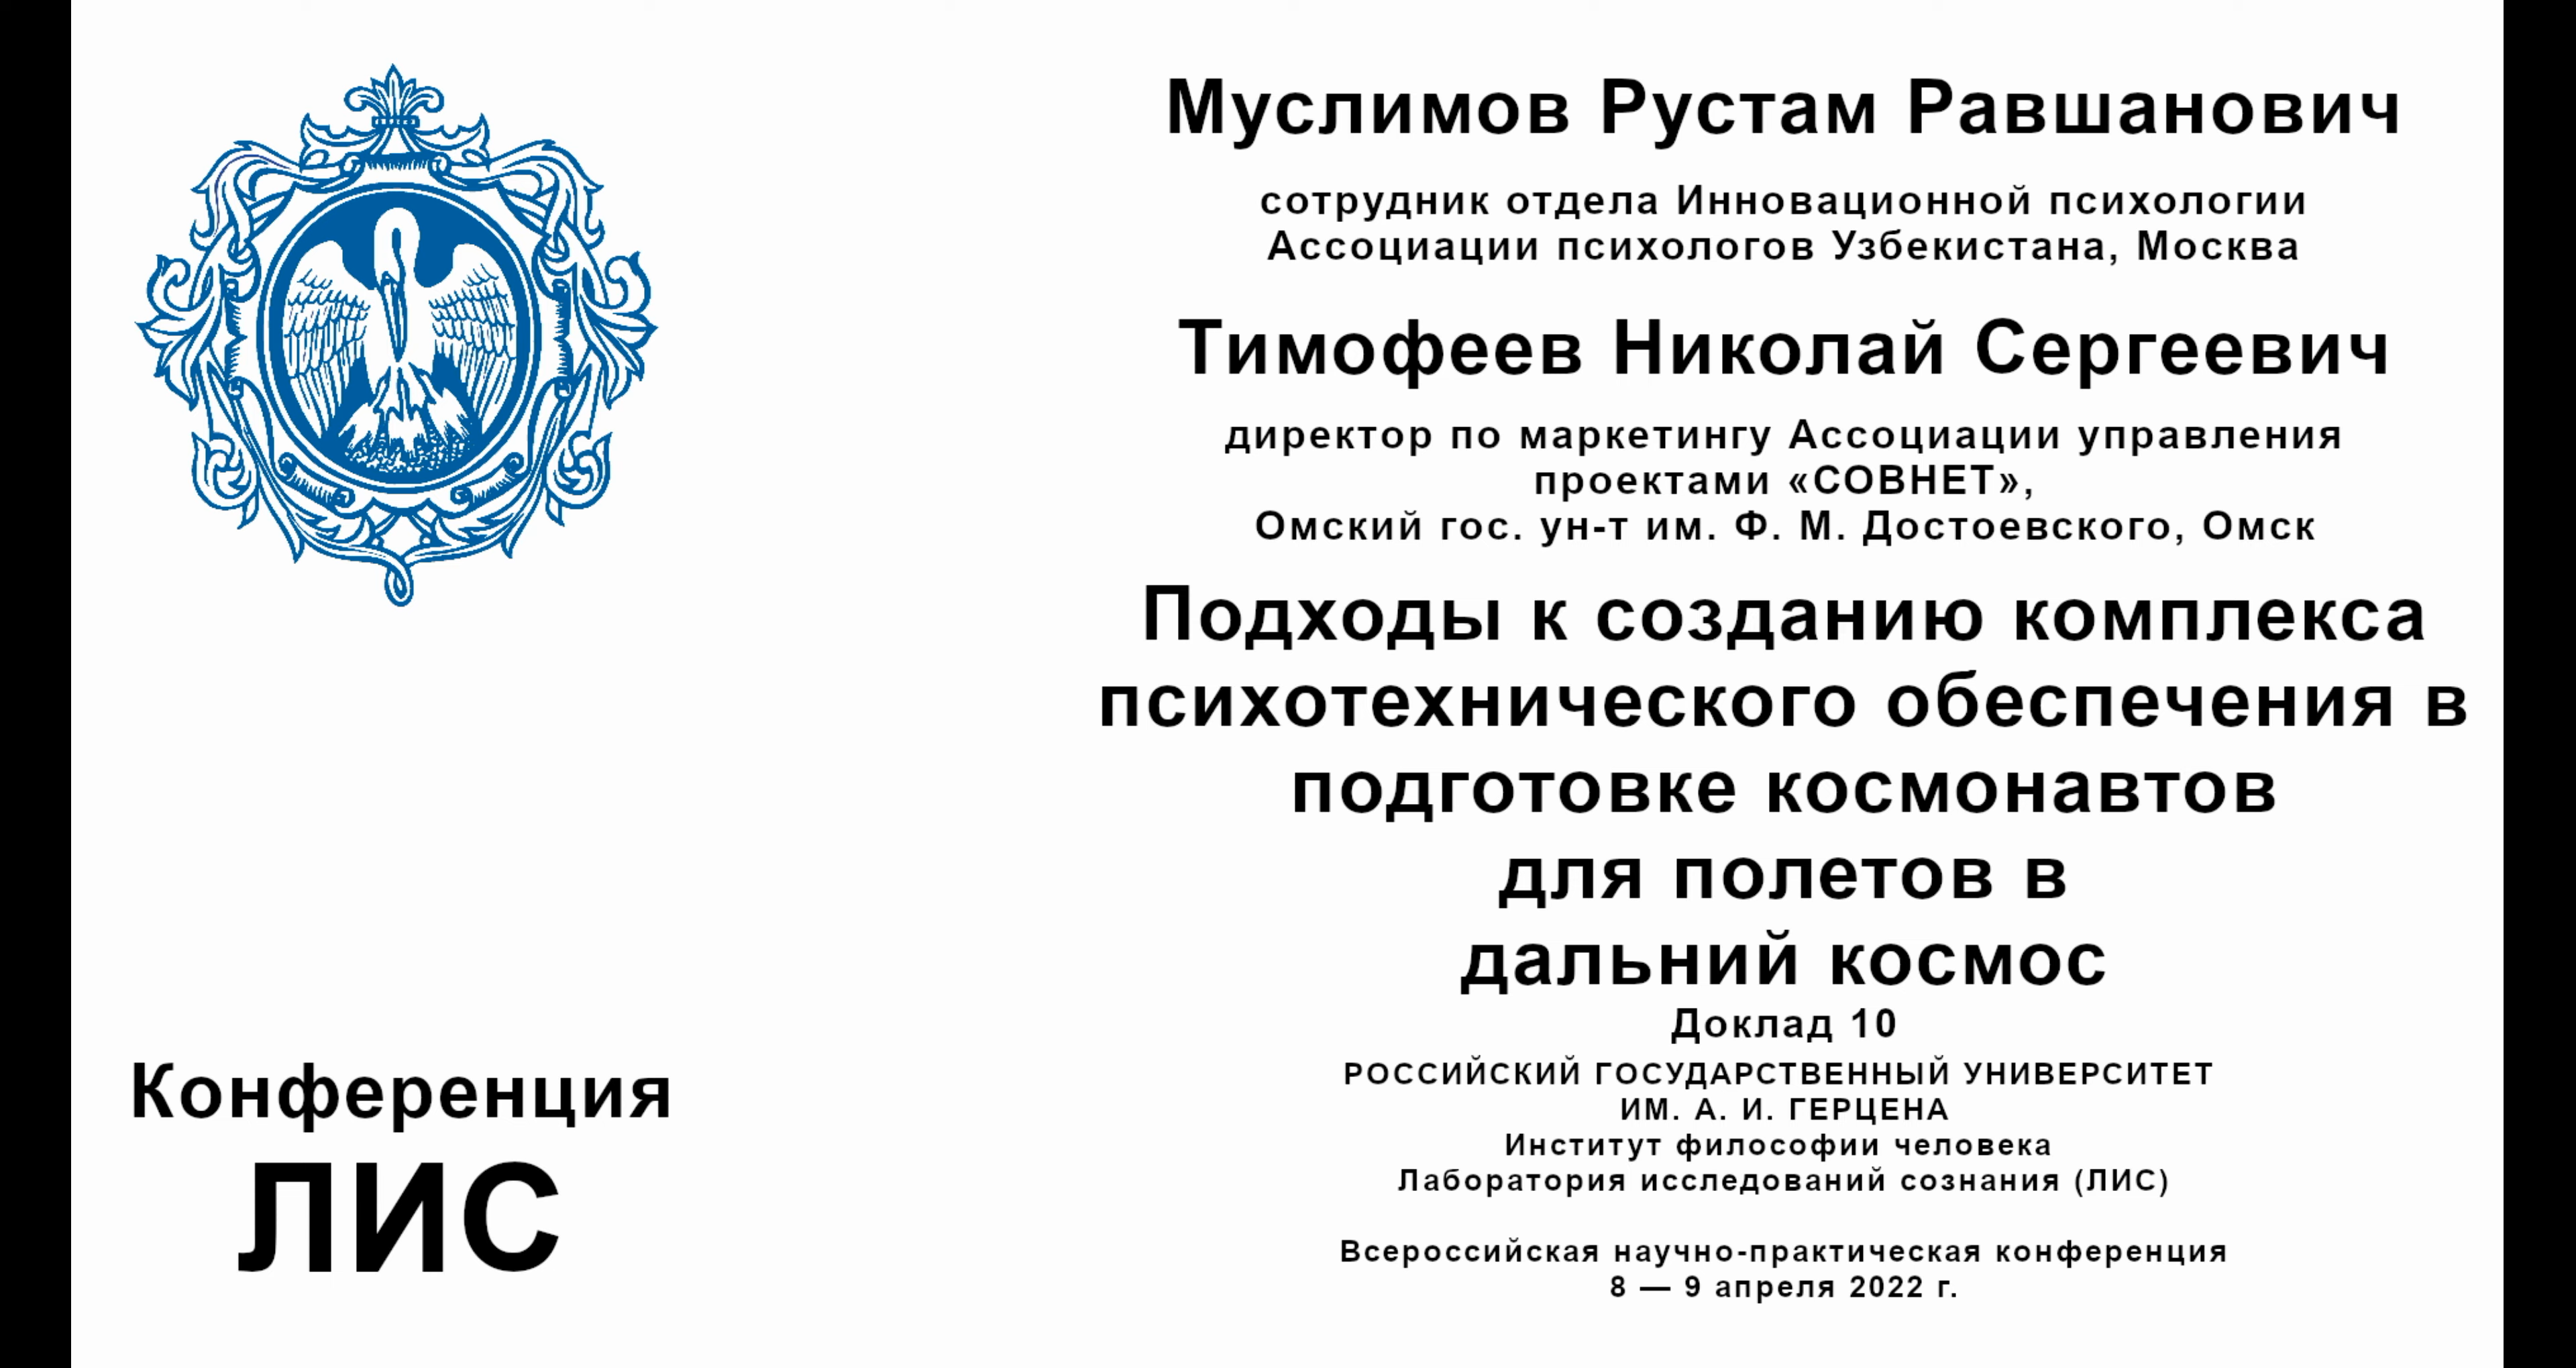 Муслимов Рустам Равшанович
сотрудник отдела Инновационной психологии
Ассоциации психологов Узбекистана, Москва
Тимофеев Николай Сергеевич
директор по маркетингу Ассоциации управления
проектами «СОВНЕТ»,
Омский гос. ун-т им. Ф. М. Достоевского, Омск
Подходы к созданию комплекса
психотехнического обеспечения в
подготовке космонавтов
для полетов в
дальний космос
Доклад 10
РОССИЙСКИЙ ГОСУДАРСТВЕННЫЙ УНИВЕРСИТЕТ
ИМ. А. И. ГЕРЦЕНА
Институт философии человека
Лаборатория исследований сознания (ЛИС)
Всероссийская научно-практическая конференция
8 — 9 апреля 2022 г.
Конференция
ЛИС